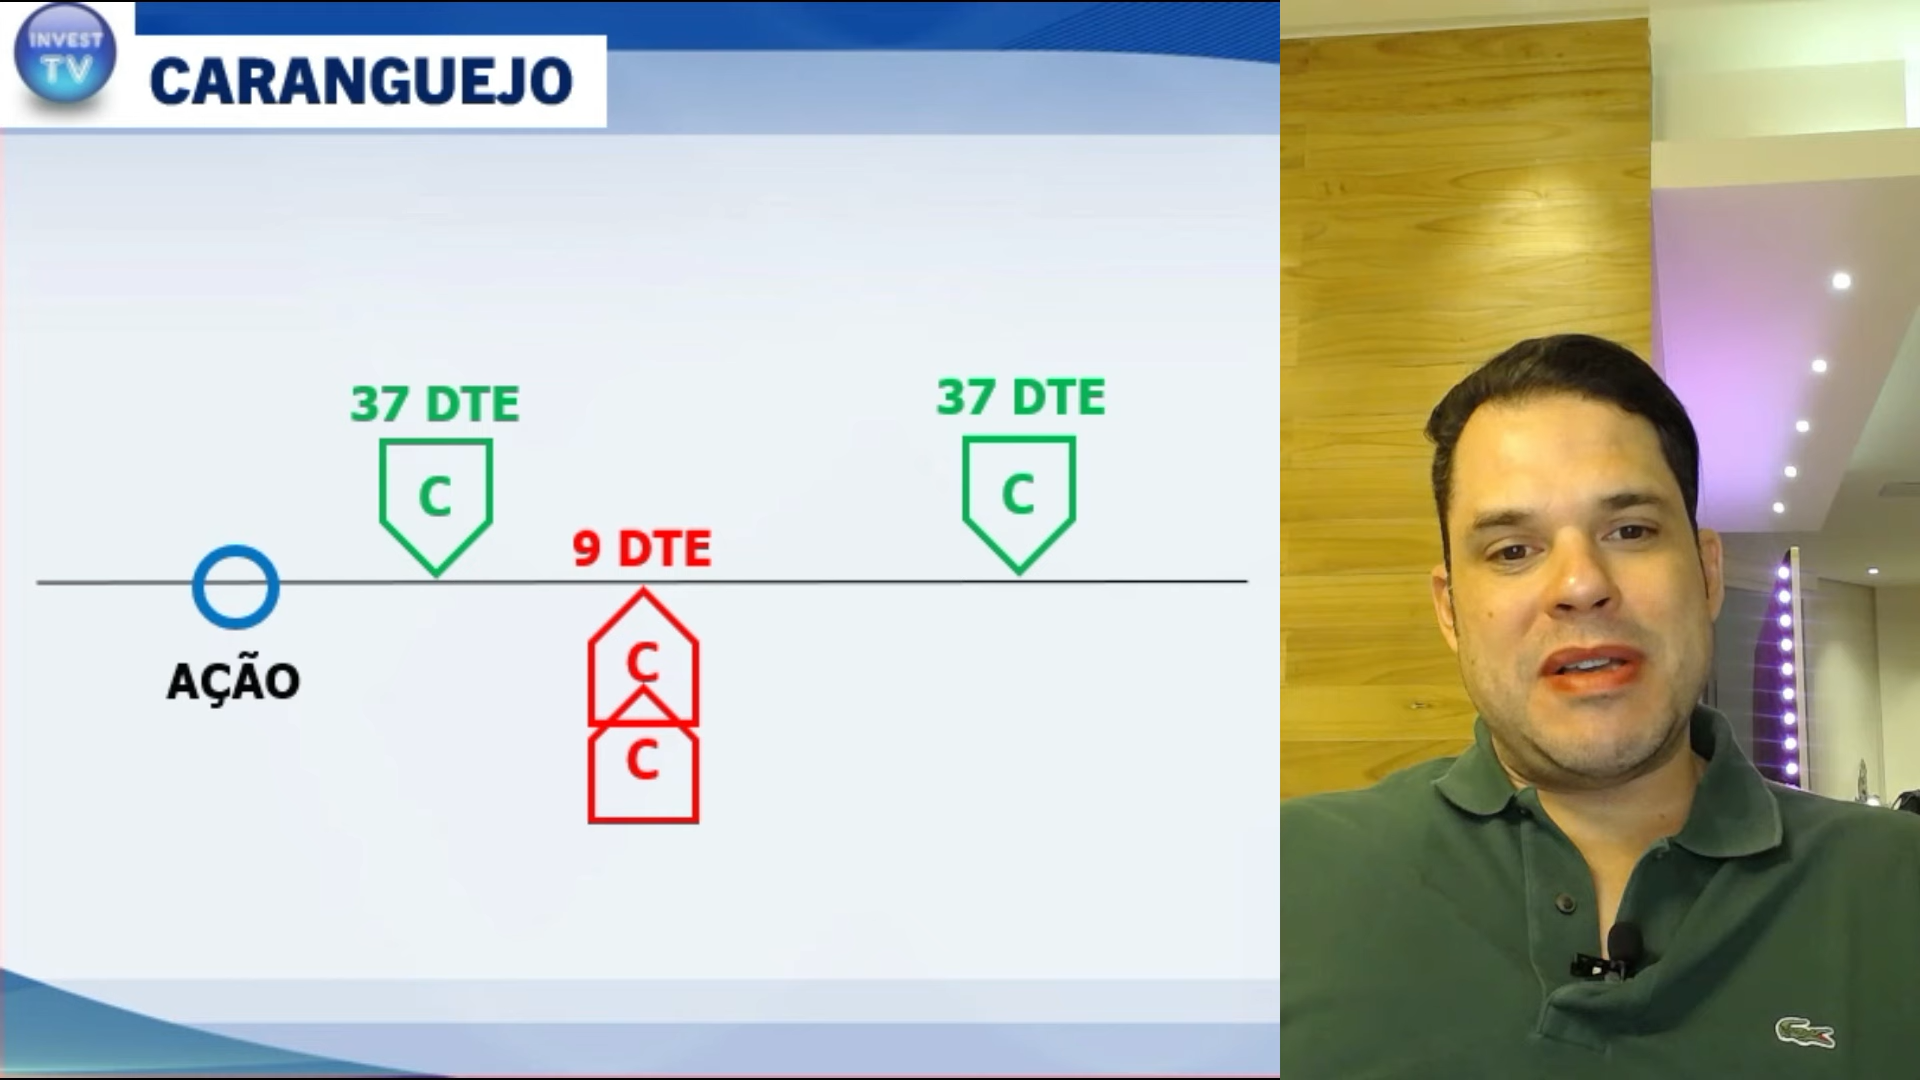 INVEST
TV
CARANGUEJO
37 DTE
37 DTE
C
C
9 DTE
C
C
AÇÃO